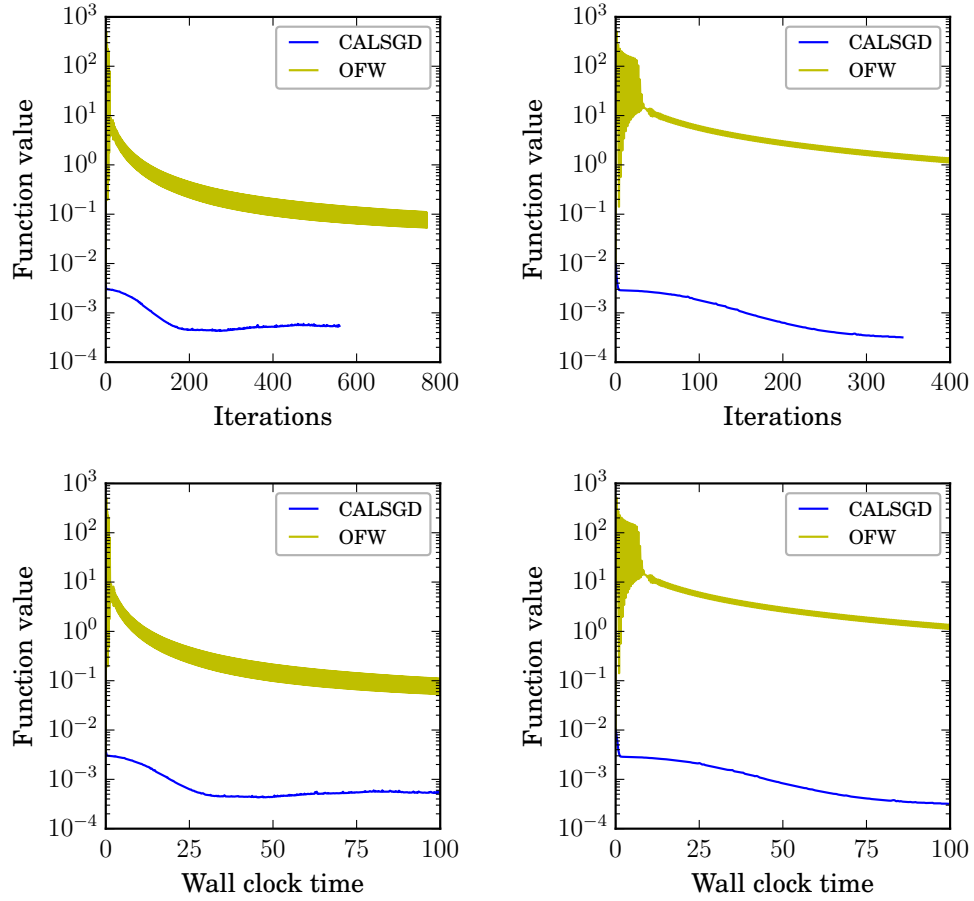 10^3
10^2
10^1
10^0
10^-1
10^-2
10^-3
10^-4
Function value
CALSGD
OFW
0 200 400 600 800
Iterations
10^3
10^2
10^1
10^0
10^-1
10^-2
10^-3
10^-4
Function value
CALSGD
OFW
0 100 200 300 400
Iterations
10^3
10^2
10^1
10^0
10^-1
10^-2
10^-3
10^-4
Function value
CALSGD
OFW
0 25 50 75 100
Wall clock time
10^3
10^2
10^1
10^0
10^-1
10^-2
10^-3
10^-4
Function value
CALSGD
OFW
0 25 50 75 100
Wall clock time